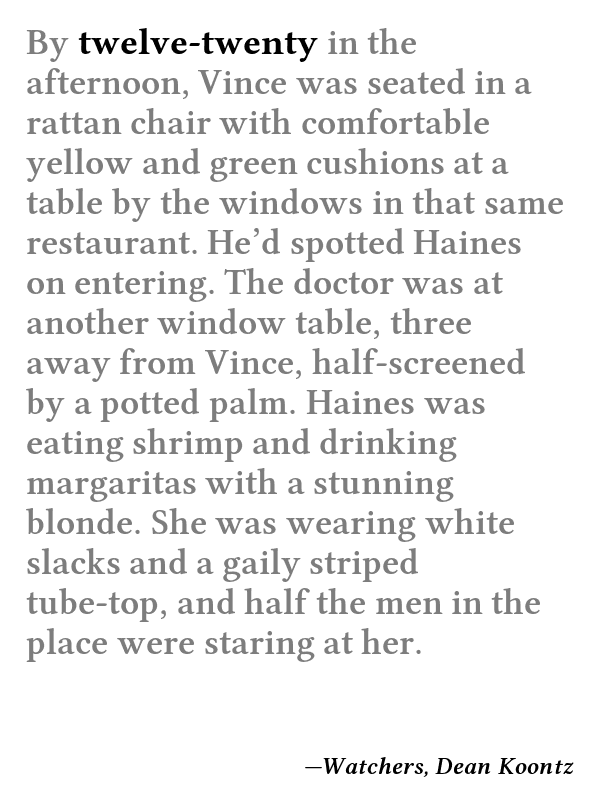 By twelve-twenty in the
afternoon, Vince was seated in a
rattan chair with comfortable
yellow and green cushions at a
table by the windows in that same
restaurant. He’d spotted Haines
on entering. The doctor was at
another window table, three
away from Vince, half-screened
by a potted palm. Haines was
eating shrimp and drinking
margaritas with a stunning
blonde. She was wearing white
slacks and a gaily striped
tube-top, and half the men in the
place were staring at her.
—Watchers, Dean Koontz